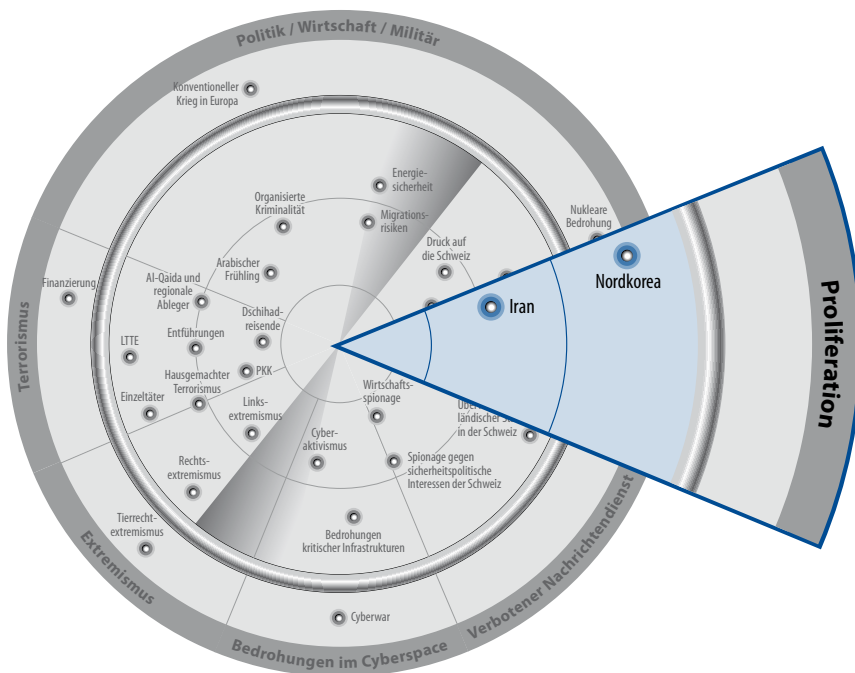 Politik / Wirtschaft / Militär
Konventioneller
Krieg in Europa
Energie-
sicherheit
Organisierte
Kriminalität
Migrations-
risiken
Nukleare
Bedrohung
Druck auf
die Schweiz
Arabischer
Frühling
Nordkorea
Iran
Proliferation
Finanzierung
Al-Qaida und
regionale
Ableger
Dschihad-
reisende
Terrorismus
LTTE
Entführungen
Hausgemachter
Terrorismus
PKK
Einzeltäter
Links-
extremismus
Wirtschafts-
spionage
ländischer
in der Schweiz
Cyber-
aktivismus
Spionage gegen
sicherheitspolitische
Interessen der Schweiz
Rechts-
extremismus
Tierrecht-
extremismus
Bedrohungen
kritischer Infrastrukturen
Extremismus
Cyberwar
Bedrohungen im Cyberspace
Verbotener Nachrichtendienst